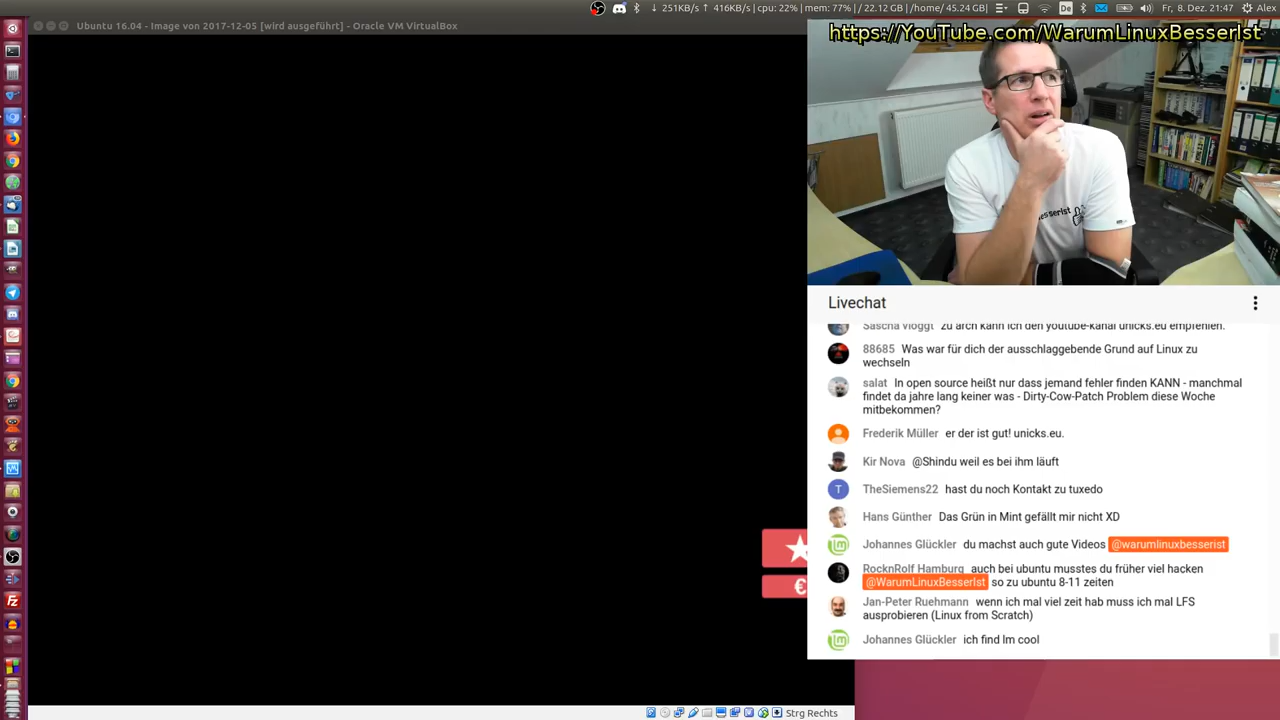 251KB/s 416KB/s cpu: 22% mem: 77% // 22.12 GB /home/45.24 GB De Fr, 8. Dez, 21:47 Alex
Ubuntu 16.04 - Image von 2017-12-05 [wird ausgeführt] - Oracle VM VirtualBox
https://YouTube.com/WarumLinuxBesserIst
Livechat
Sascha vloggt zu arch kann ich den youtube-kanal unicks.eu empfehlen.
88685 Was war für dich der ausschlaggebende Grund auf Linux zu
wechseln
salat In open source heißt nur dass jemand fehler finden KANN - manchmal
findet da jahre lang keiner was - Dirty-Cow-Patch Problem diese Woche
mitbekommen?
Frederik Müller er der ist gut! unicks.eu.
Kir Nova @Shindu weil es bei ihm läuft
T TheSiemens22 hast du noch Kontakt zu tuxedo
Hans Günther Das Grün in Mint gefällt mir nicht XD
Johannes Glückler du machst auch gute Videos @warumlinuxbesserist
RocknRolf Hamburg auch bei ubuntu musstes du früher viel hacken
@WarumLinuxBesserIst so zu ubuntu 8-11 zeiten
Jan-Peter Ruehmann wenn ich mal viel zeit hab muss ich mal LFS
ausprobieren (Linux from Scratch)
Johannes Glückler ich find lm cool
€
Strg Rechts